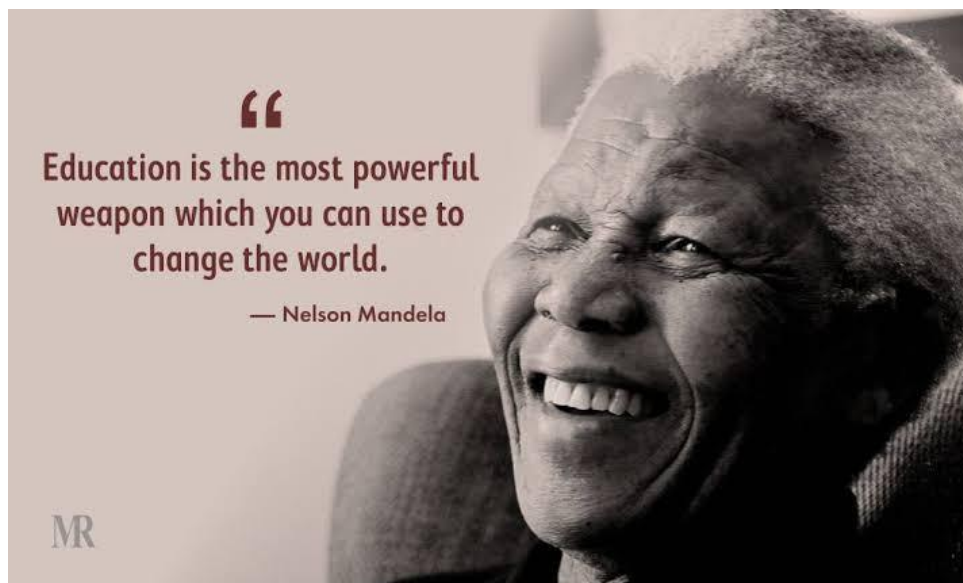 “
Education is the most powerful
weapon which you can use to
change the world.
— Nelson Mandela
MR